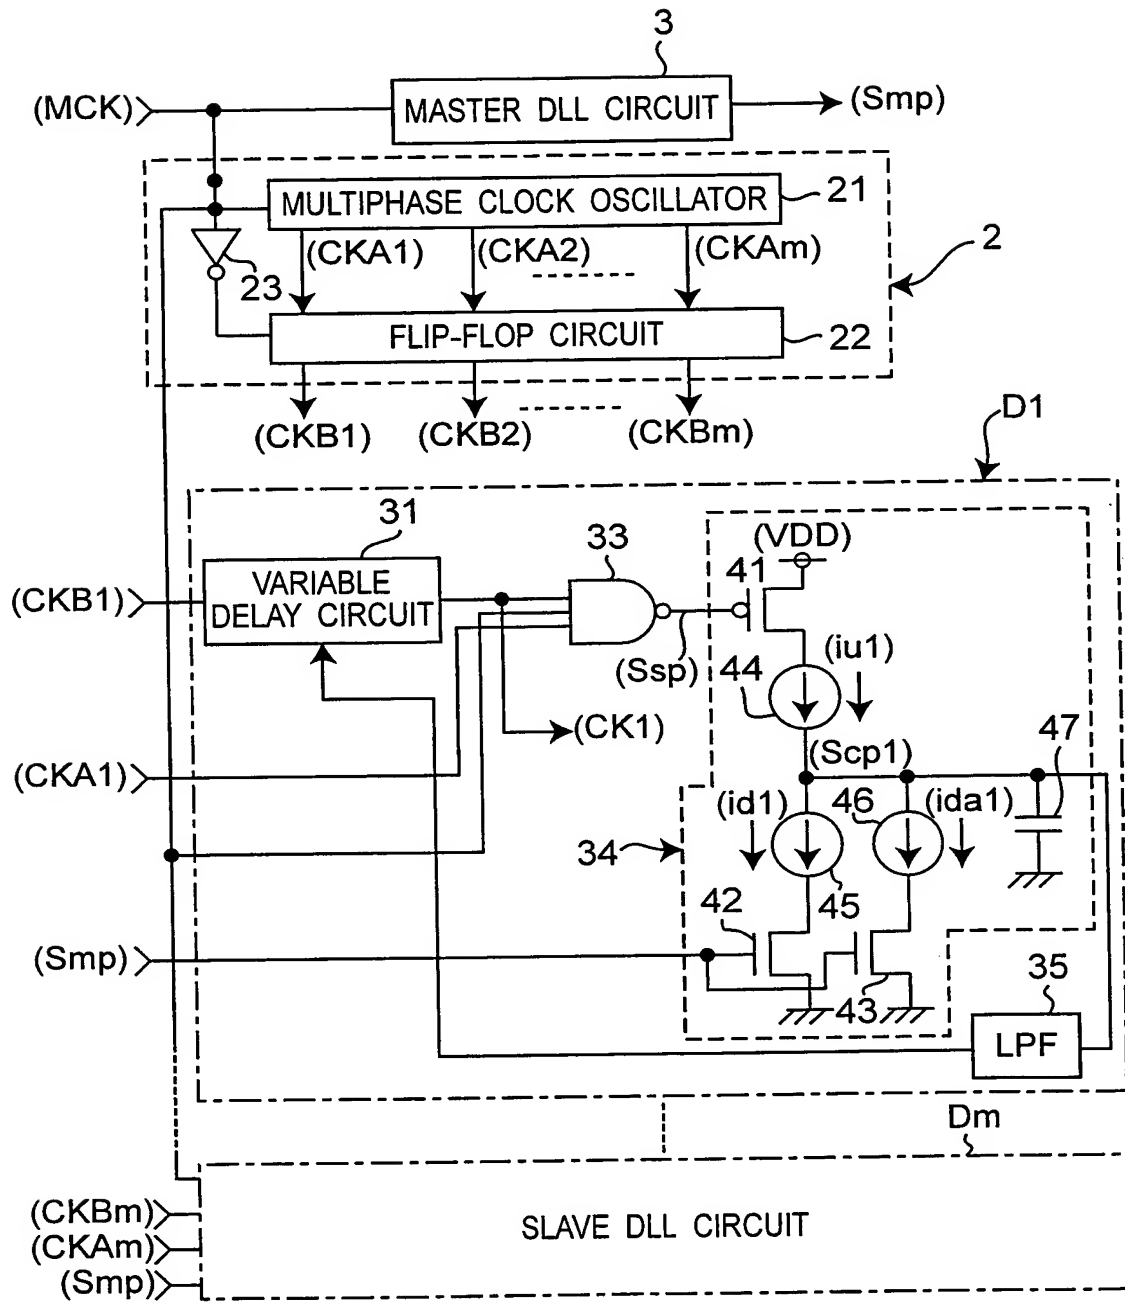 3
(MCK)
MASTER DLL CIRCUIT
(Smp)
MULTIPHASE CLOCK OSCILLATOR
21
(CKA1)
(CKA2)
(CKAm)
23
2
FLIP-FLOP CIRCUIT
22
(CKB1)
(CKB2)
(CKBm)
D1
31
33
(VDD)
41
(CKB1)
VARIABLE
DELAY CIRCUIT
(Ssp)
44
(iu1)
(CK1)
(Scp1)
47
(CKA1)
(id1)
46
(ida1)
34
42
45
(Smp)
43
35
LPF
Dm
(CKBm)
SLAVE DLL CIRCUIT
(CKAm)
(Smp)